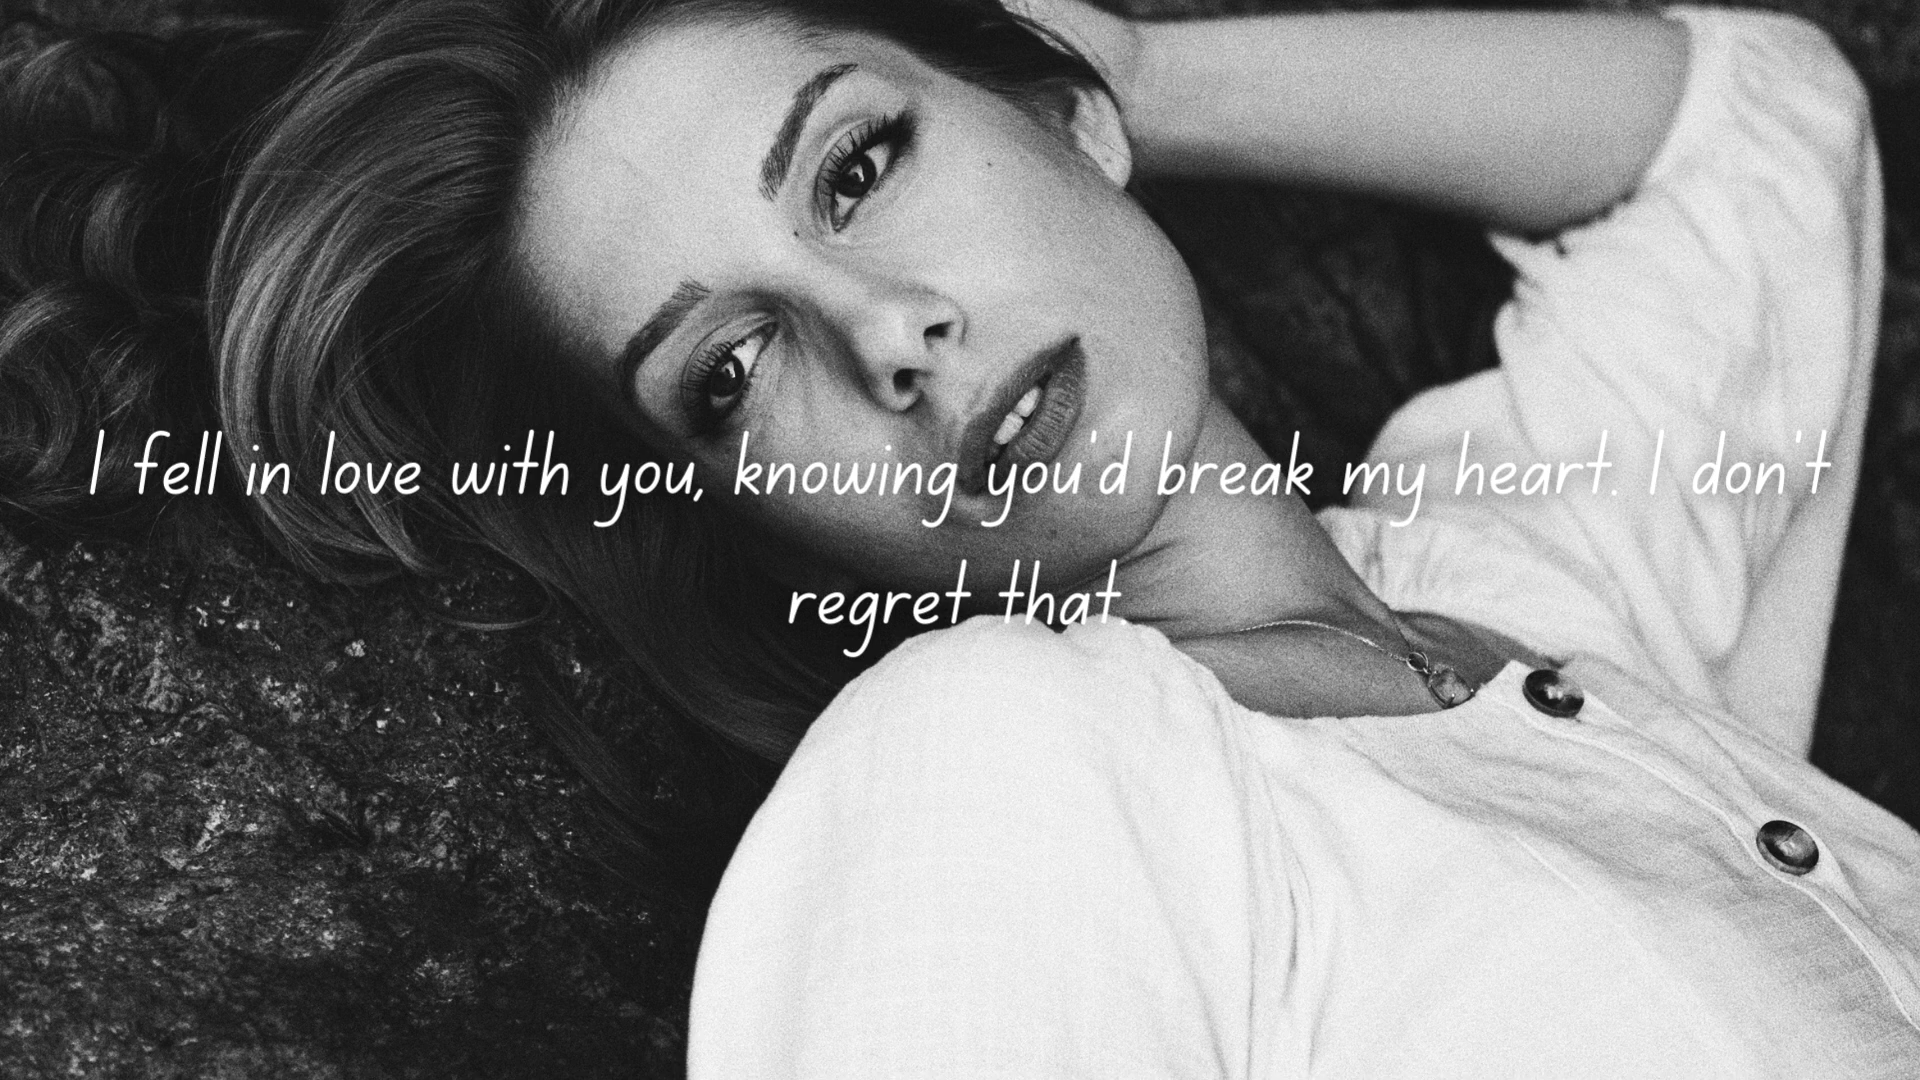 I fell in love with you, knowing you'd break my heart. I don't
regret that.